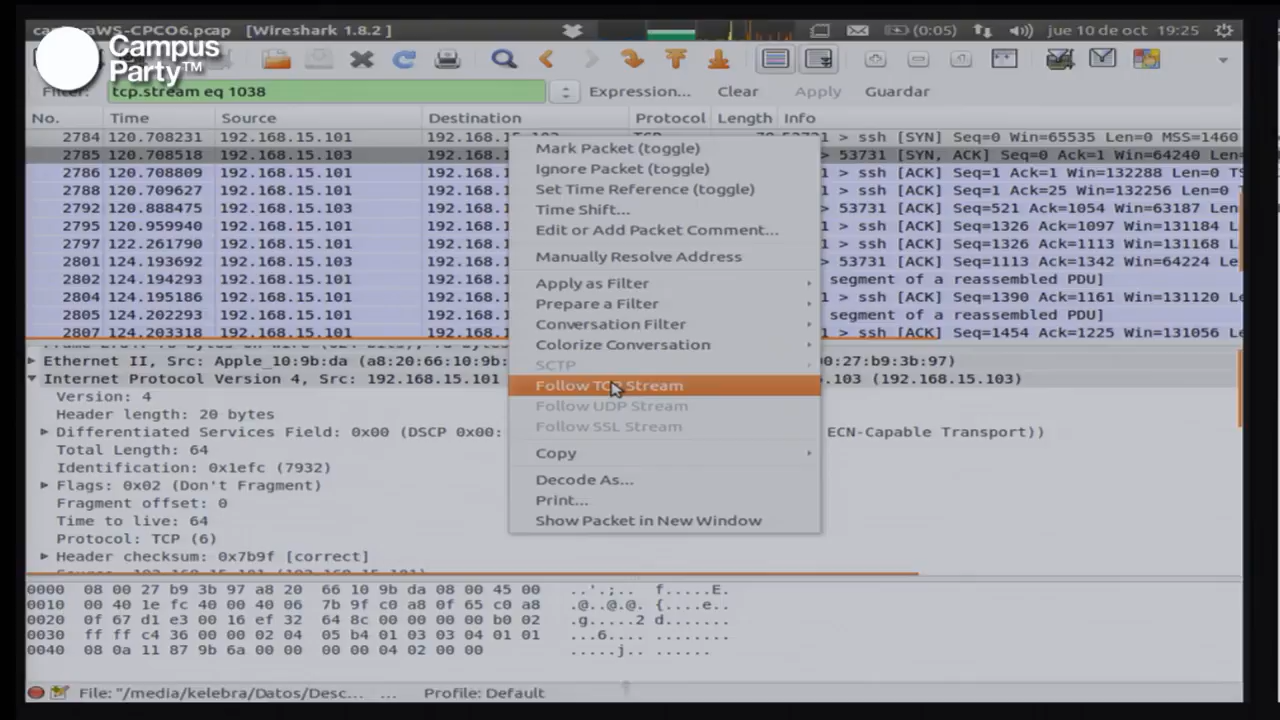 ca WS-CPCO6.pcap [Wireshark 1.8.2 ] (0:05) jue 10 de oct 19:25
Campus
Party™
Filter: tcp.stream eq 1038 Expression... Clear Apply Guardar
No. Time Source Destination Protocol Length Info
2784 120.708231 192.168.15.101 > ssh [SYN] Seq=0 Win=65535 Len=0 MSS=1460
2785 120.708518 192.168.15.103 192.168.1 > 53731 [SYN, ACK] Seq=0 Ack=1 Win=64240 Len=
2786 120.708809 192.168.15.101 192.168.1 > ssh [ACK] Seq=1 Ack=1 Win=132288 Len=0 TS
2788 120.709627 192.168.15.101 192.168.1 > ssh [ACK] Seq=1 Ack=25 Win=132256 Len=0
2792 120.888475 192.168.15.103 192.168.1 > 53731 [ACK] Seq=521 Ack=1054 Win=63187 Len
2795 120.959940 192.168.15.101 192.168.1 > ssh [ACK] Seq=1326 Ack=1097 Win=131184 Le
2797 122.261790 192.168.15.101 192.168.1 > ssh [ACK] Seq=1326 Ack=1113 Win=131168 Le
2801 124.193692 192.168.15.103 192.168.1 > 53731 [ACK] Seq=1113 Ack=1342 Win=64224 Le
2802 124.194293 192.168.15.101 192.168.1 segment of a reassembled PDU]
2804 124.195186 192.168.15.101 192.168.1 > ssh [ACK] Seq=1390 Ack=1161 Win=131120 Le
2805 124.202293 192.168.15.101 192.168.1 segment of a reassembled PDU]
2807 124.203318 192.168.15.101 192.168.1 > ssh [ACK] Seq=1454 Ack=1225 Win=131056 Le
Mark Packet (toggle)
Ignore Packet (toggle)
Set Time Reference (toggle)
Time Shift...
Edit or Add Packet Comment...
Manually Resolve Address
Apply as Filter
Prepare a Filter
Conversation Filter
Colorize Conversation
SCTP
Follow TCP Stream
Follow UDP Stream
Follow SSL Stream
Copy
Decode As...
Print...
Show Packet in New Window
Ethernet II, Src: Apple_10:9b:da (a8:20:66:10:9b: 00:27:b9:3b:97)
Internet Protocol Version 4, Src: 192.168.15.101 .103 (192.168.15.103)
Version: 4
Header length: 20 bytes
Differentiated Services Field: 0x00 (DSCP 0x00: ECN-Capable Transport))
Total Length: 64
Identification: 0x1efc (7932)
Flags: 0x02 (Don't Fragment)
Fragment offset: 0
Time to live: 64
Protocol: TCP (6)
Header checksum: 0x7b9f [correct]
0000 08 00 27 b9 3b 97 a8 20 66 10 9b da 08 00 45 00 ..'.;.. f.....E.
0010 00 40 1e fc 40 00 40 06 7b 9f c0 a8 0f 65 c0 a8 .@..@.@. {....e..
0020 0f 67 d1 e3 00 16 ef 32 64 8c 00 00 00 00 b0 02 .g.....2 d.......
0030 ff ff c4 36 00 00 02 04 05 b4 01 03 03 04 01 01 ...6.... ........
0040 08 0a 11 87 9b 6a 00 00 00 00 04 02 00 00 .....j.. ......
File: "/media/kelebra/Datos/Desc... ... Profile: Default